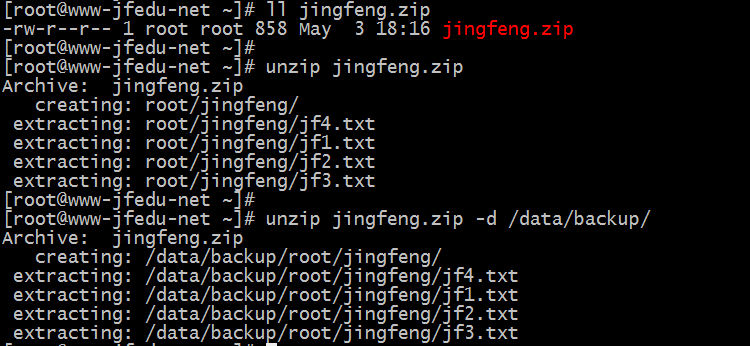 [root@www-jfedu-net ~]# ll jingfeng.zip
-rw-r--r-- 1 root root 858 May  3 18:16 jingfeng.zip
[root@www-jfedu-net ~]#
[root@www-jfedu-net ~]# unzip jingfeng.zip
Archive:  jingfeng.zip
   creating: root/jingfeng/
 extracting: root/jingfeng/jf4.txt
 extracting: root/jingfeng/jf1.txt
 extracting: root/jingfeng/jf2.txt
 extracting: root/jingfeng/jf3.txt
[root@www-jfedu-net ~]#
[root@www-jfedu-net ~]# unzip jingfeng.zip -d /data/backup/
Archive:  jingfeng.zip
   creating: /data/backup/root/jingfeng/
 extracting: /data/backup/root/jingfeng/jf4.txt
 extracting: /data/backup/root/jingfeng/jf1.txt
 extracting: /data/backup/root/jingfeng/jf2.txt
 extracting: /data/backup/root/jingfeng/jf3.txt